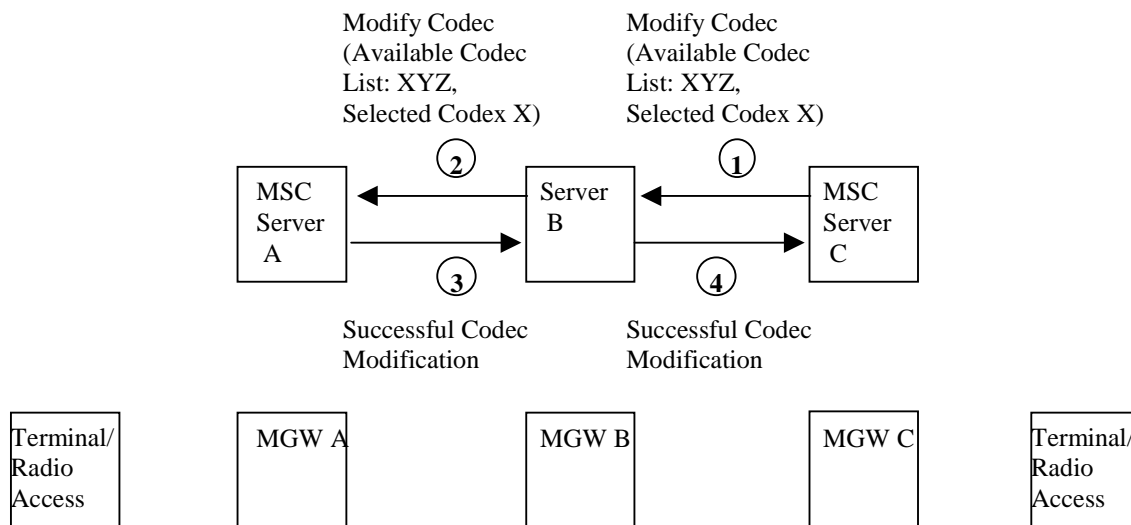 Modify Codec
(Available Codec
List: XYZ,
Selected Codex X)
Modify Codec
(Available Codec
List: XYZ,
Selected Codex X)
2
1
MSC
Server
A
Server
B
MSC
Server
C
3
4
Successful Codec
Modification
Successful Codec
Modification
Terminal/
Radio
Access
MGW A
MGW B
MGW C
Terminal/
Radio
Access